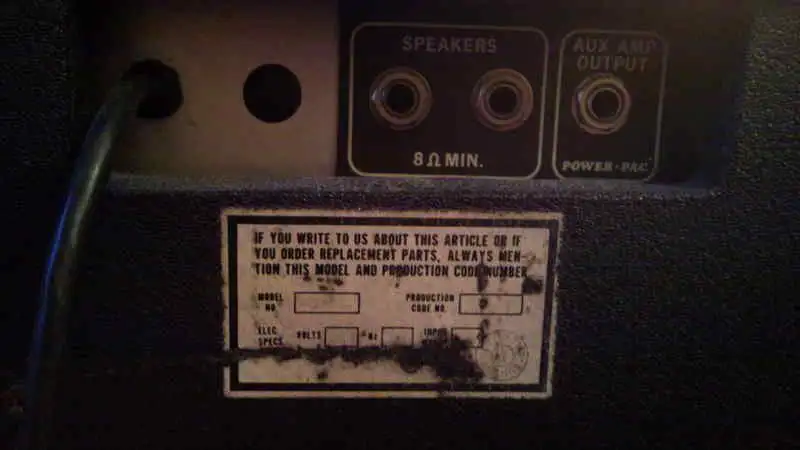 SPEAKERS
8 Ω MIN.
AUX AMP
OUTPUT
POWER-PAC
IF YOU WRITE TO US ABOUT THIS ARTICLE OR IF
YOU ORDER REPLACEMENT PARTS, ALWAYS MEN-
TION THIS MODEL AND PRODUCTION CODE NUMBER
MODEL
NO.
PRODUCTION
CODE NO.
ELEC.
SPECS.
VOLTS
Hz
INPUT